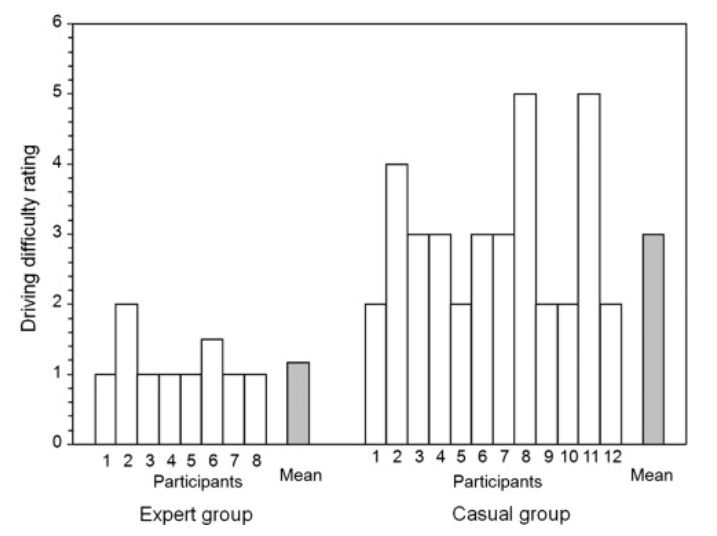 6
5
4
3
2
1
0
Driving difficulty rating
1 2 3 4 5 6 7 8
Participants
Mean
Expert group
1 2 3 4 5 6 7 8 9 10 11 12
Participants
Mean
Casual group